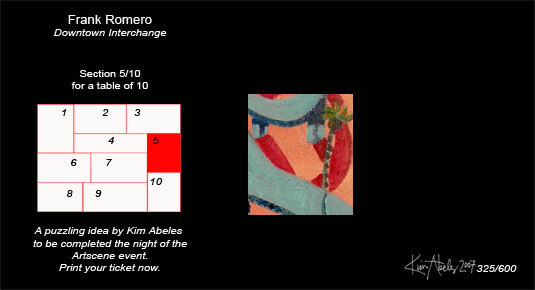 Frank Romero
Downtown Interchange
Section 5/10
for a table of 10
1 2 3
4 5
6 7
10
8 9
A puzzling idea by Kim Abeles
to be completed the night of the
Artscene event.
Print your ticket now.
Kim Abeles 2007 325/600